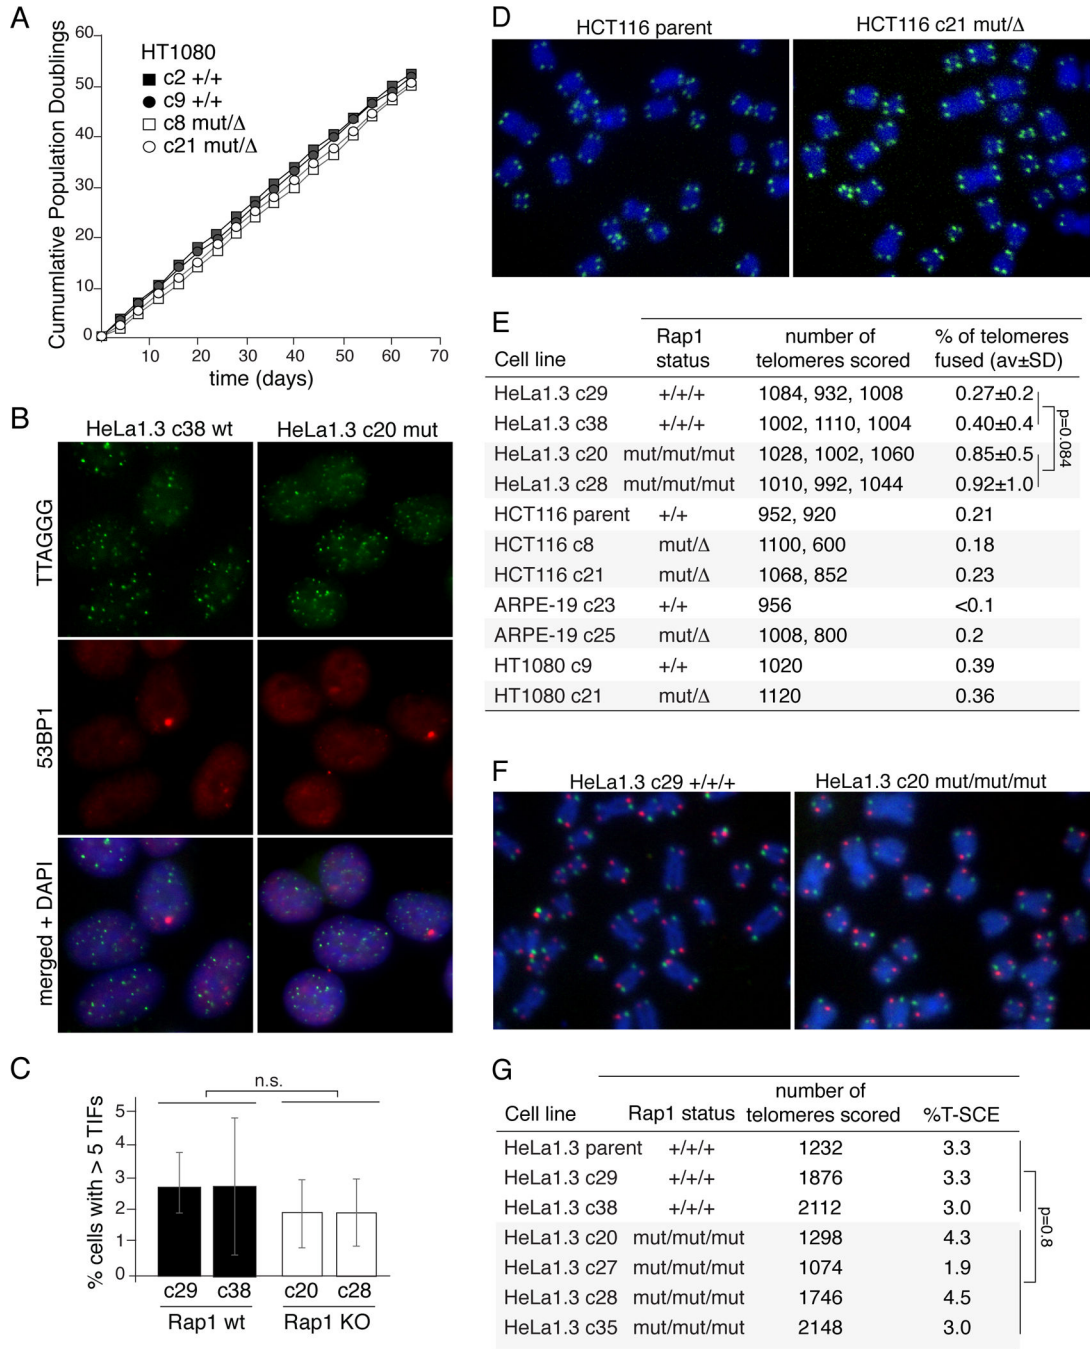 A
Cumumlative Population Doublings
60
50
40
30
20
10
0
HT1080
c2 +/+
c9 +/+
c8 mut/Δ
c21 mut/Δ
10 20 30 40 50 60 70
time (days)
B
HeLa1.3 c38 wt HeLa1.3 c20 mut
TTAGGG
53BP1
merged + DAPI
C
n.s.
% cells with > 5 TIFs
5
4
3
2
1
0
c29 c38 c20 c28
Rap1 wt Rap1 KO
D
HCT116 parent HCT116 c21 mut/Δ
E
Cell line Rap1 status number of telomeres scored % of telomeres fused (av±SD)
HeLa1.3 c29 +/+/+ 1084, 932, 1008 0.27±0.2
HeLa1.3 c38 +/+/+ 1002, 1110, 1004 0.40±0.4
HeLa1.3 c20 mut/mut/mut 1028, 1002, 1060 0.85±0.5
HeLa1.3 c28 mut/mut/mut 1010, 992, 1044 0.92±1.0
p=0.084
HCT116 parent +/+ 952, 920 0.21
HCT116 c8 mut/Δ 1100, 600 0.18
HCT116 c21 mut/Δ 1068, 852 0.23
ARPE-19 c23 +/+ 956 <0.1
ARPE-19 c25 mut/Δ 1008, 800 0.2
HT1080 c9 +/+ 1020 0.39
HT1080 c21 mut/Δ 1120 0.36
F
HeLa1.3 c29 +/+/+ HeLa1.3 c20 mut/mut/mut
G
Cell line Rap1 status number of telomeres scored %T-SCE
HeLa1.3 parent +/+/+ 1232 3.3
HeLa1.3 c29 +/+/+ 1876 3.3
HeLa1.3 c38 +/+/+ 2112 3.0
HeLa1.3 c20 mut/mut/mut 1298 4.3
HeLa1.3 c27 mut/mut/mut 1074 1.9
HeLa1.3 c28 mut/mut/mut 1746 4.5
HeLa1.3 c35 mut/mut/mut 2148 3.0
p=0.8